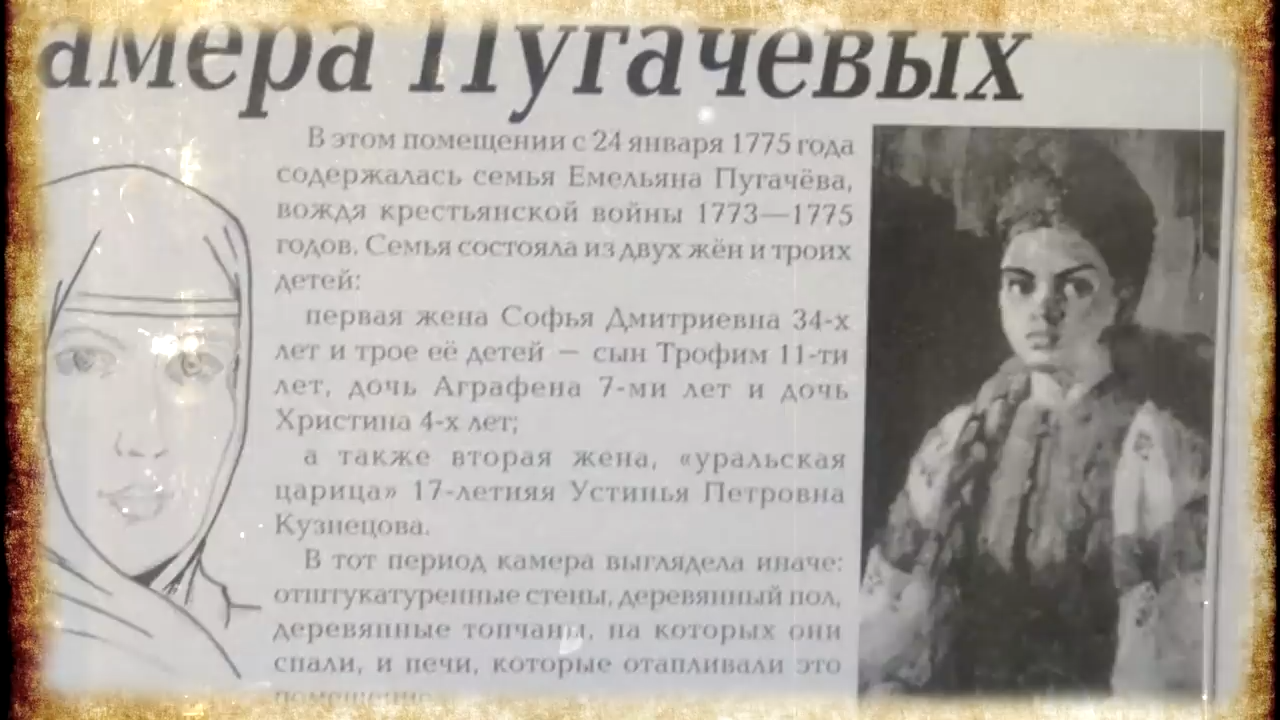 амера Пугачевых
В этом помещении с 24 января 1775 года
содержалась семья Емельяна Пугачёва,
вождя крестьянской войны 1773—1775
годов. Семья состояла из двух жён и троих
детей:
первая жена Софья Дмитриевна 34-х
лет и трое её детей — сын Трофим 11-ти
лет, дочь Аграфена 7-ми лет и дочь
Христина 4-х лет;
а также вторая жена, «уральская
царица» 17-летняя Устинья Петровна
Кузнецова.
В тот период камера выглядела иначе:
отштукатуренные стены, деревянный пол,
деревянные топчаны, на которых они
спали, и печи, которые отапливали это